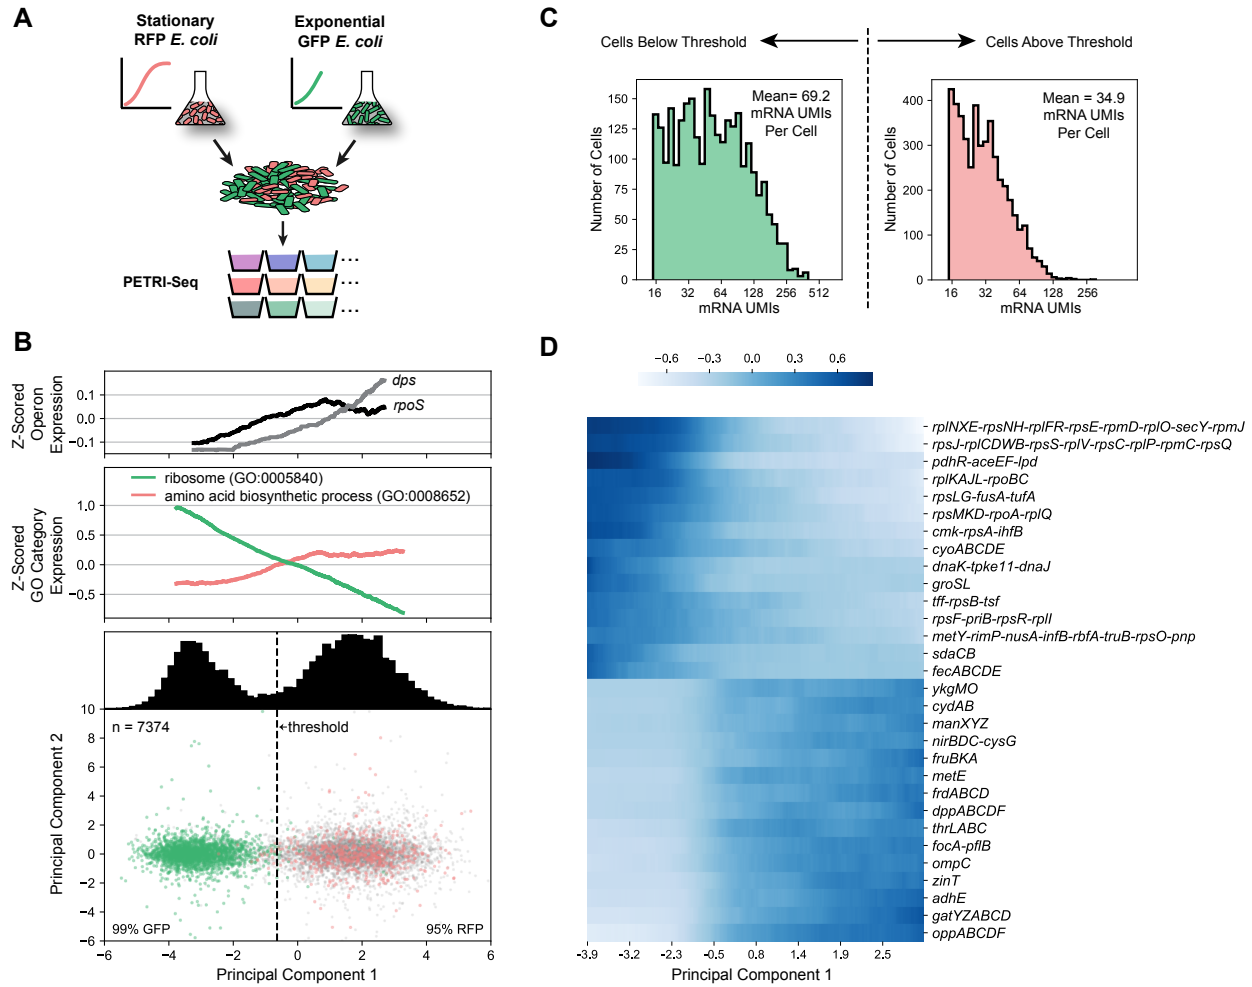 A
Stationary
RFP E. coli
Exponential
GFP E. coli
PETRI-Seq
...
...
...
B
Z-Scored
Operon
Expression
0.1
0.0
−0.1
dps
rpoS
Z-Scored
GO Category
Expression
1.0
0.5
0.0
−0.5
ribosome (GO:0005840)
amino acid biosynthetic process (GO:0008652)
n = 7374
←threshold
Principal Component 2
10
8
6
4
2
0
−2
−4
−6
99% GFP
95% RFP
−6
−4
−2
0
2
4
6
Principal Component 1
C
Cells Below Threshold
Cells Above Threshold
Number of Cells
150
125
100
75
50
25
0
Mean= 69.2
mRNA UMIs
Per Cell
16
32
64
128
256
512
mRNA UMIs
Number of Cells
400
300
200
100
0
Mean = 34.9
mRNA UMIs
Per Cell
16
32
64
128
256
mRNA UMIs
D
−0.6
−0.3
0.0
0.3
0.6
rplNXE-rpsNH-rplFR-rpsE-rpmD-rplO-secY-rpmJ
rpsJ-rplCDWB-rpsS-rplV-rpsC-rplP-rpmC-rpsQ
pdhR-aceEF-lpd
rplKAJL-rpoBC
rpsLG-fusA-tufA
rpsMKD-rpoA-rplQ
cmk-rpsA-ihfB
cyoABCDE
dnaK-tpke11-dnaJ
groSL
tff-rpsB-tsf
rpsF-priB-rpsR-rplI
metY-rimP-nusA-infB-rbfA-truB-rpsO-pnp
sdaCB
fecABCDE
ykgMO
cydAB
manXYZ
nirBDC-cysG
fruBKA
metE
frdABCD
dppABCDF
thrLABC
focA-pflB
ompC
zinT
adhE
gatYZABCD
oppABCDF
-3.9
-3.2
-2.3
-0.5
0.8
1.4
1.9
2.5
Principal Component 1